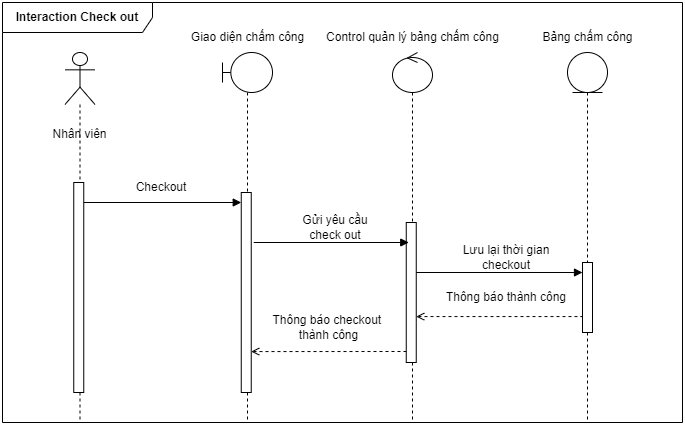 Interaction Check out
Giao diện chấm công
Control quản lý bảng chấm công
Bảng chấm công
Nhân viên
Checkout
Gửi yêu cầu
check out
Lưu lại thời gian
checkout
Thông báo thành công
Thông báo checkout
thành công